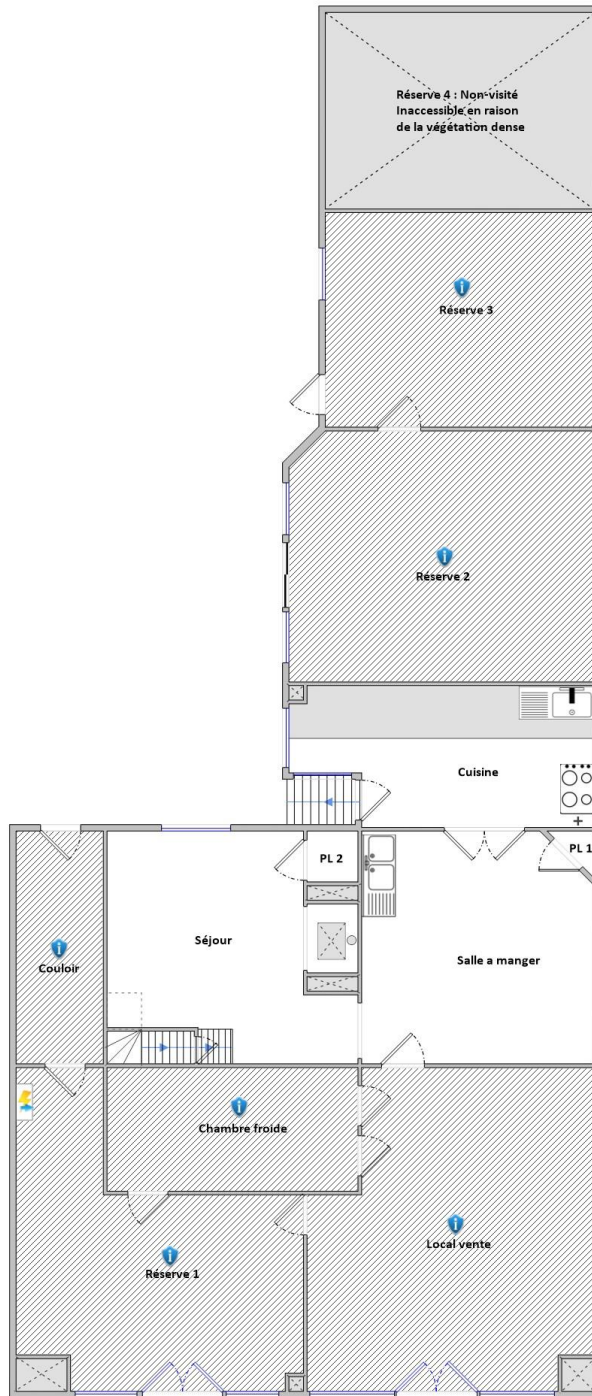 Réserve 4 : Non-visité
Inaccessible en raison
de la végétation dense
Réserve 3
Réserve 2
Cuisine
PL 2
PL 1
Séjour
Salle a manger
Couloir
Chambre froide
Local vente
Réserve 1